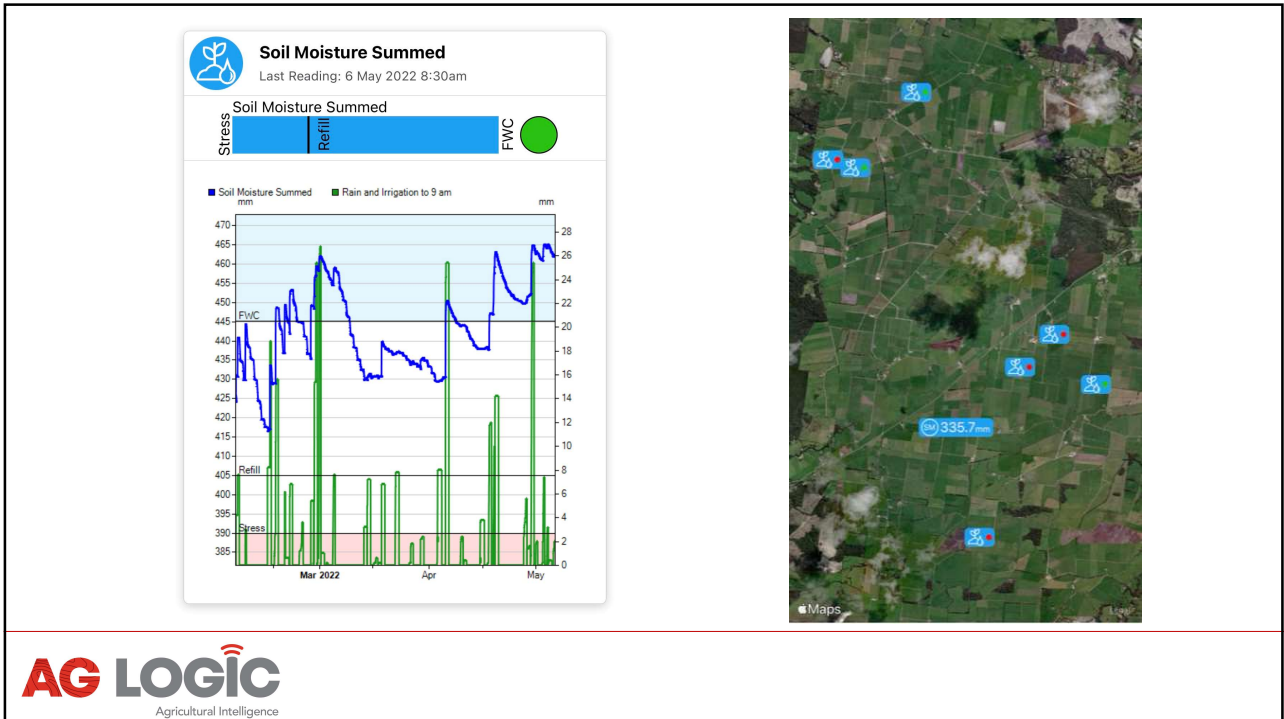 Soil Moisture Summed
Last Reading: 6 May 2022 8:30am
Soil Moisture Summed
Stress
Refill
FWC
Soil Moisture Summed
Rain and Irrigation to 9 am
mm
mm
470
465
460
455
450
445
440
435
430
425
420
415
410
405
400
395
390
385
FWC
Refill
Stress
28
26
24
22
20
18
16
14
12
10
8
6
4
2
0
Mar 2022
Apr
May
SM 335.7mm
Maps
Legal
AG LOGIC
Agricultural Intelligence